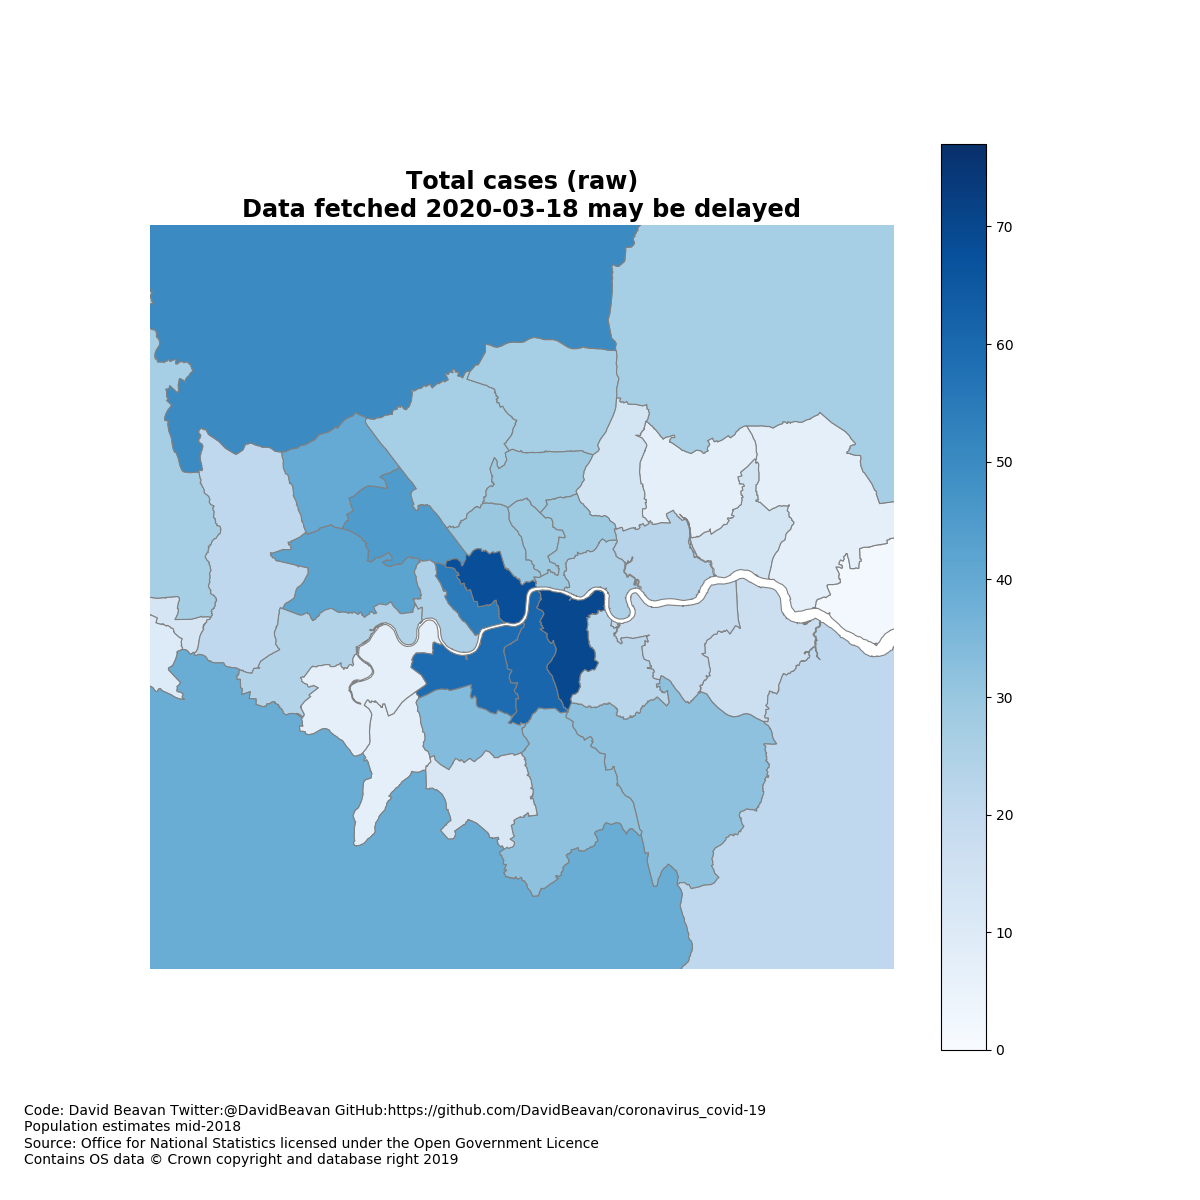 Total cases (raw)
Data fetched 2020-03-18 may be delayed
70
60
50
40
30
20
10
0
Code: David Beavan Twitter:@DavidBeavan GitHub:https://github.com/DavidBeavan/coronavirus_covid-19
Population estimates mid-2018
Source: Office for National Statistics licensed under the Open Government Licence
Contains OS data © Crown copyright and database right 2019